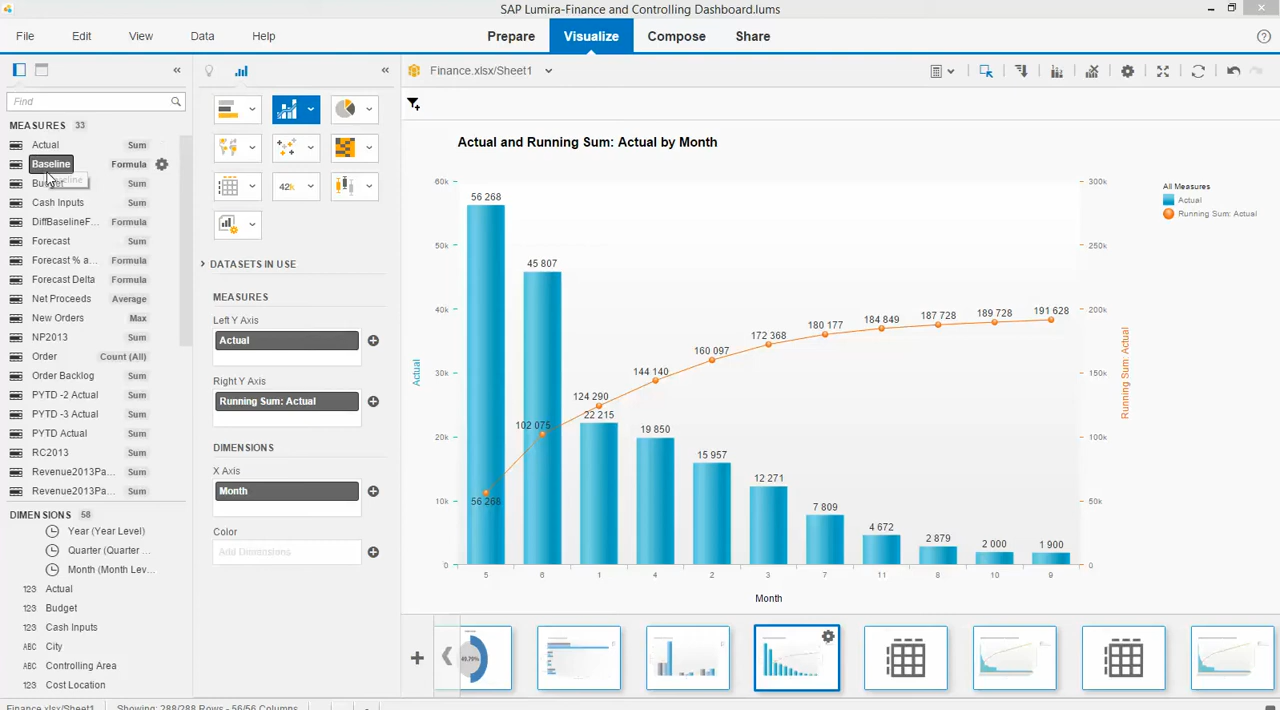 SAP Lumira-Finance and Controlling Dashboard.lums
File Edit View Data Help Prepare Visualize Compose Share
Finance.xlsx/Sheet1
Find
MEASURES 33
Actual Sum
Baseline Formula
Sum
Cash Inputs Sum
DiffBaselineF... Formula
Forecast Sum
Forecast % a... Formula
Forecast Delta Formula
Net Proceeds Average
New Orders Max
NP2013 Sum
Order Count (All)
Order Backlog Sum
PYTD -2 Actual Sum
PYTD -3 Actual Sum
PYTD Actual Sum
RC2013 Sum
Revenue2013Pa... Sum
Revenue2013Pa... Sum
DIMENSIONS 58
Year (Year Level)
Quarter (Quarter ...
Month (Month Lev...
123 Actual
123 Budget
123 Cash Inputs
ABC City
ABC Controlling Area
ABC Cost Location
42k
DATASETS IN USE
MEASURES
Left Y Axis
Actual
Right Y Axis
Running Sum: Actual
DIMENSIONS
X Axis
Month
Color
Add Dimensions
Actual and Running Sum: Actual by Month
60k
50k
40k
30k
20k
10k
0
Actual
56 268
45 807
22 215
19 850
15 957
12 271
7 809
4 672
2 879
2 000
1 900
56 268
102 075
124 290
144 140
160 097
172 368
180 177
184 849
187 728
189 728
191 628
300k
250k
200k
150k
100k
50k
0
Running Sum: Actual
5 6 1 4 2 3 7 11 8 10 9
Month
All Measures
Actual
Running Sum: Actual
Finance.xlsx/Sheet1 Showing: 288/288 Rows - 56/56 Columns